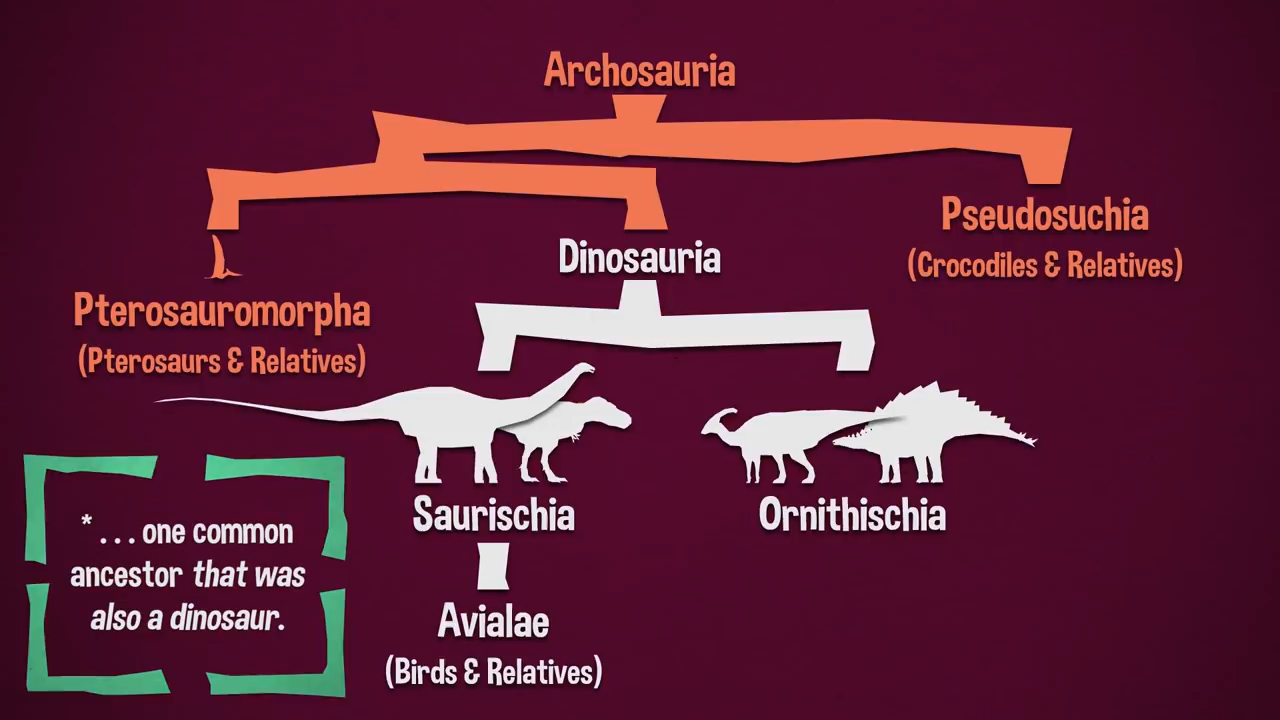 Archosauria
Pseudosuchia
(Crocodiles & Relatives)
Dinosauria
Pterosauromorpha
(Pterosaurs & Relatives)
Saurischia
Ornithischia
* . . . one common
ancestor that was
also a dinosaur.
Avialae
(Birds & Relatives)